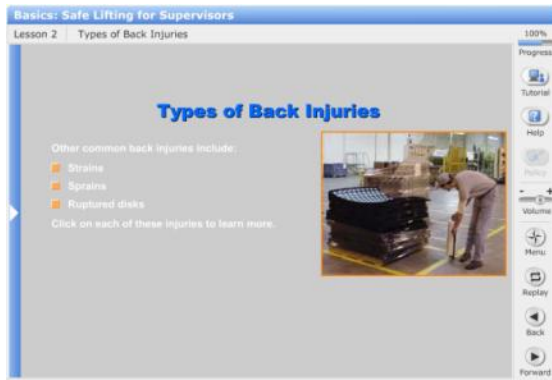 Basics: Safe Lifting for Supervisors
Lesson 2 Types of Back Injuries
100%
Progress
Tutorial
Help
Policy
- +
Volume
Menu
Replay
Back
Forward
Types of Back Injuries
Other common back injuries include:
Strains
Sprains
Ruptured disks
Click on each of these injuries to learn more.